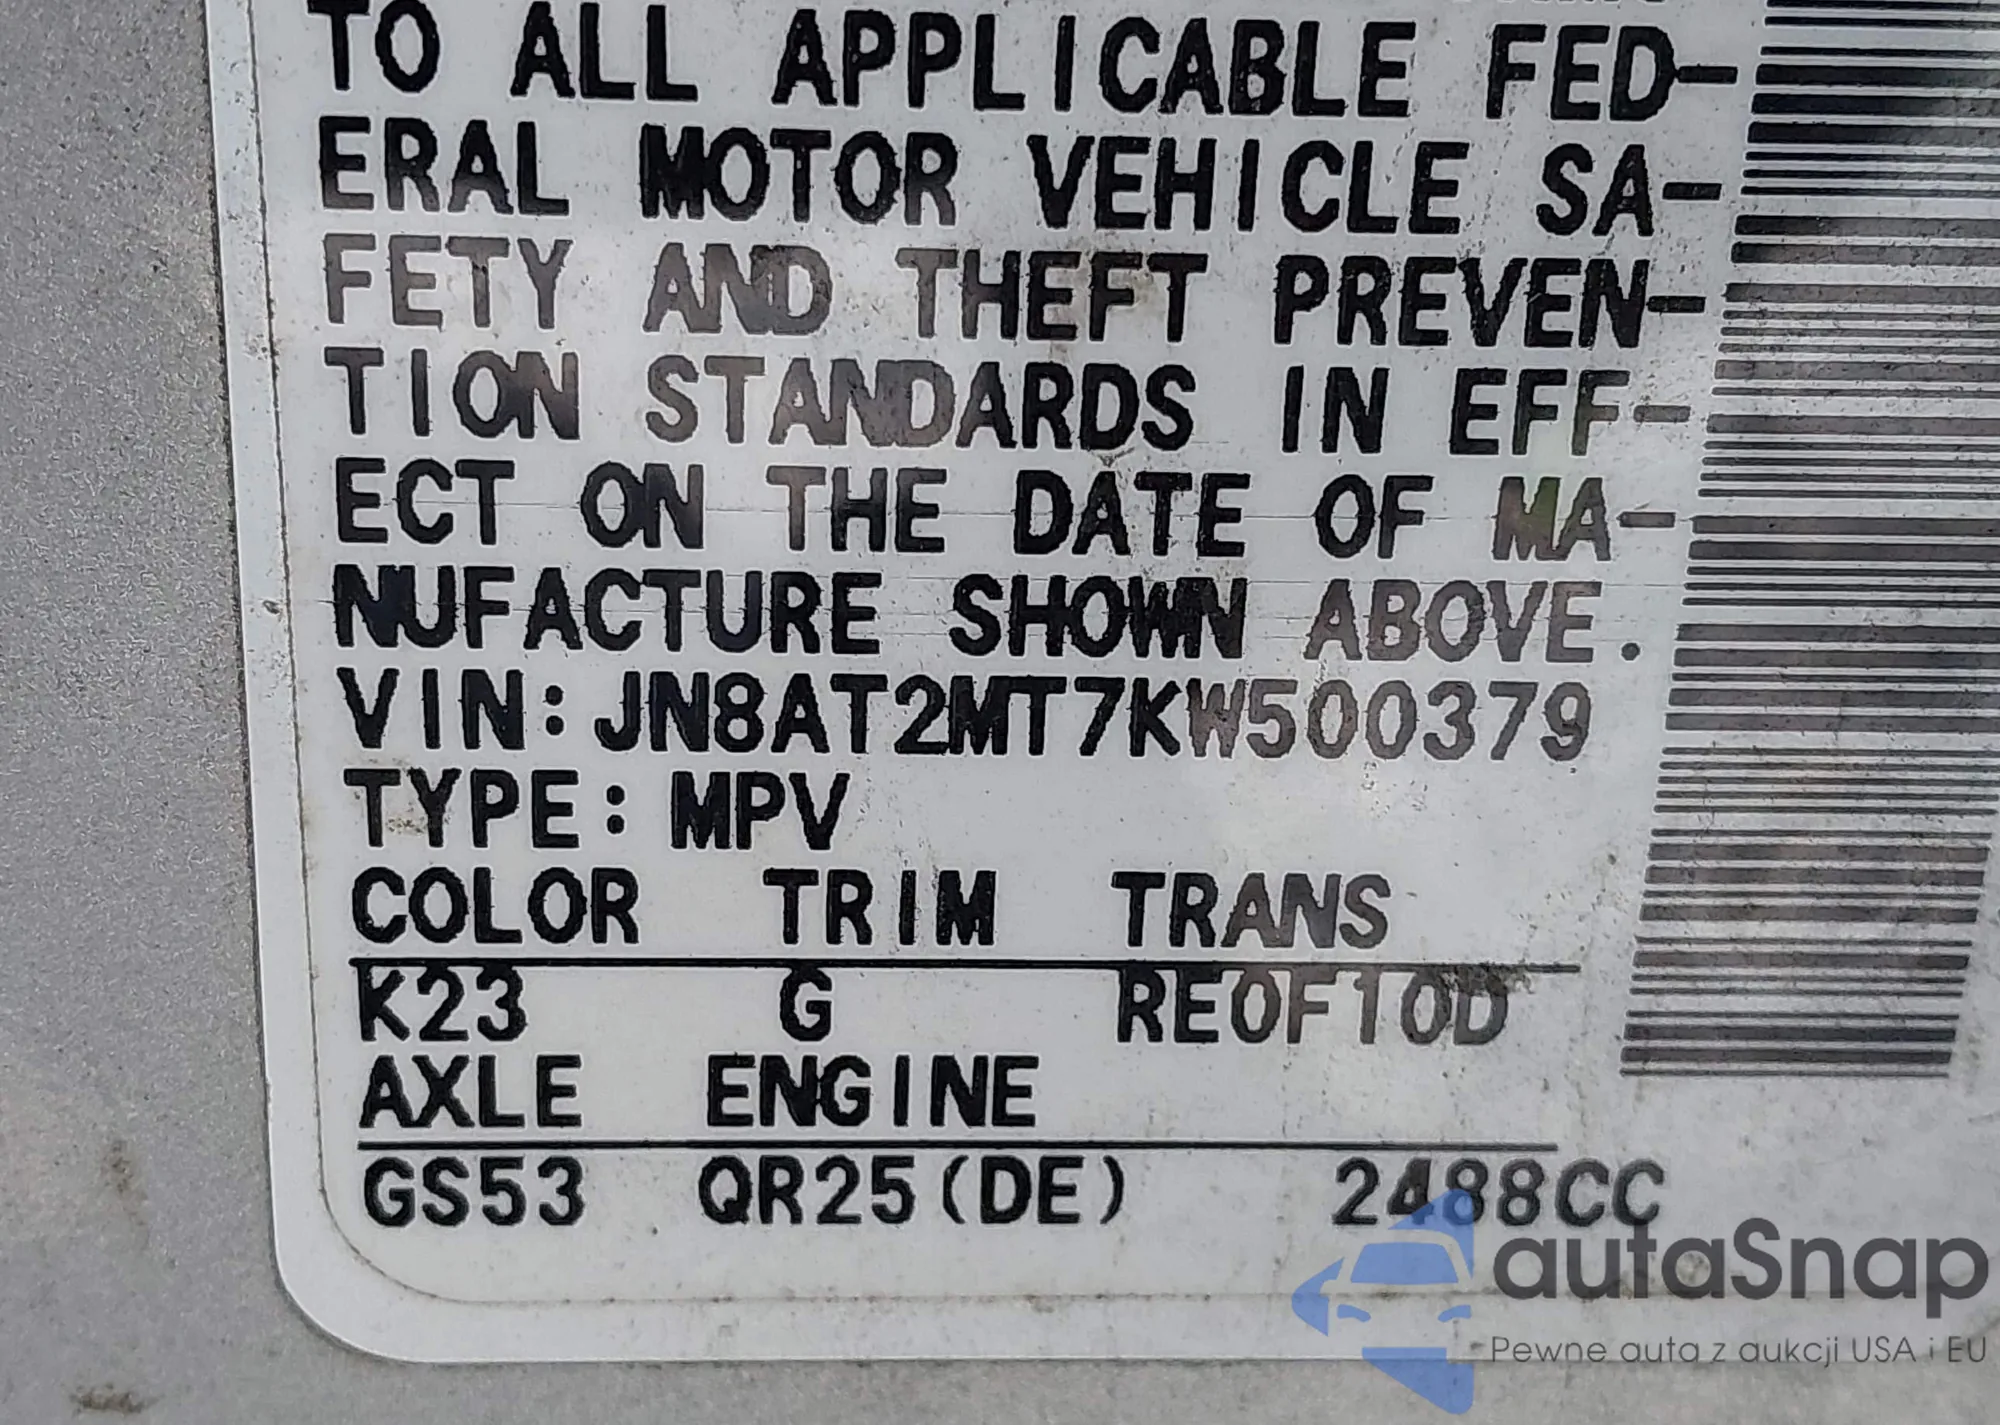 TO ALL APPLICABLE FED-
ERAL MOTOR VEHICLE SA-
FETY AND THEFT PREVEN-
TION STANDARDS IN EFF-
ECT ON THE DATE OF MA-
NUFACTURE SHOWN ABOVE.
VIN: JN8AT2MT7KW500379
TYPE: MPV
COLOR TRIM TRANS
K23 G RE0F10D
AXLE ENGINE
GS53 QR25(DE) 2488CC
autaSnap
Pewne auta z aukcji USA i EU